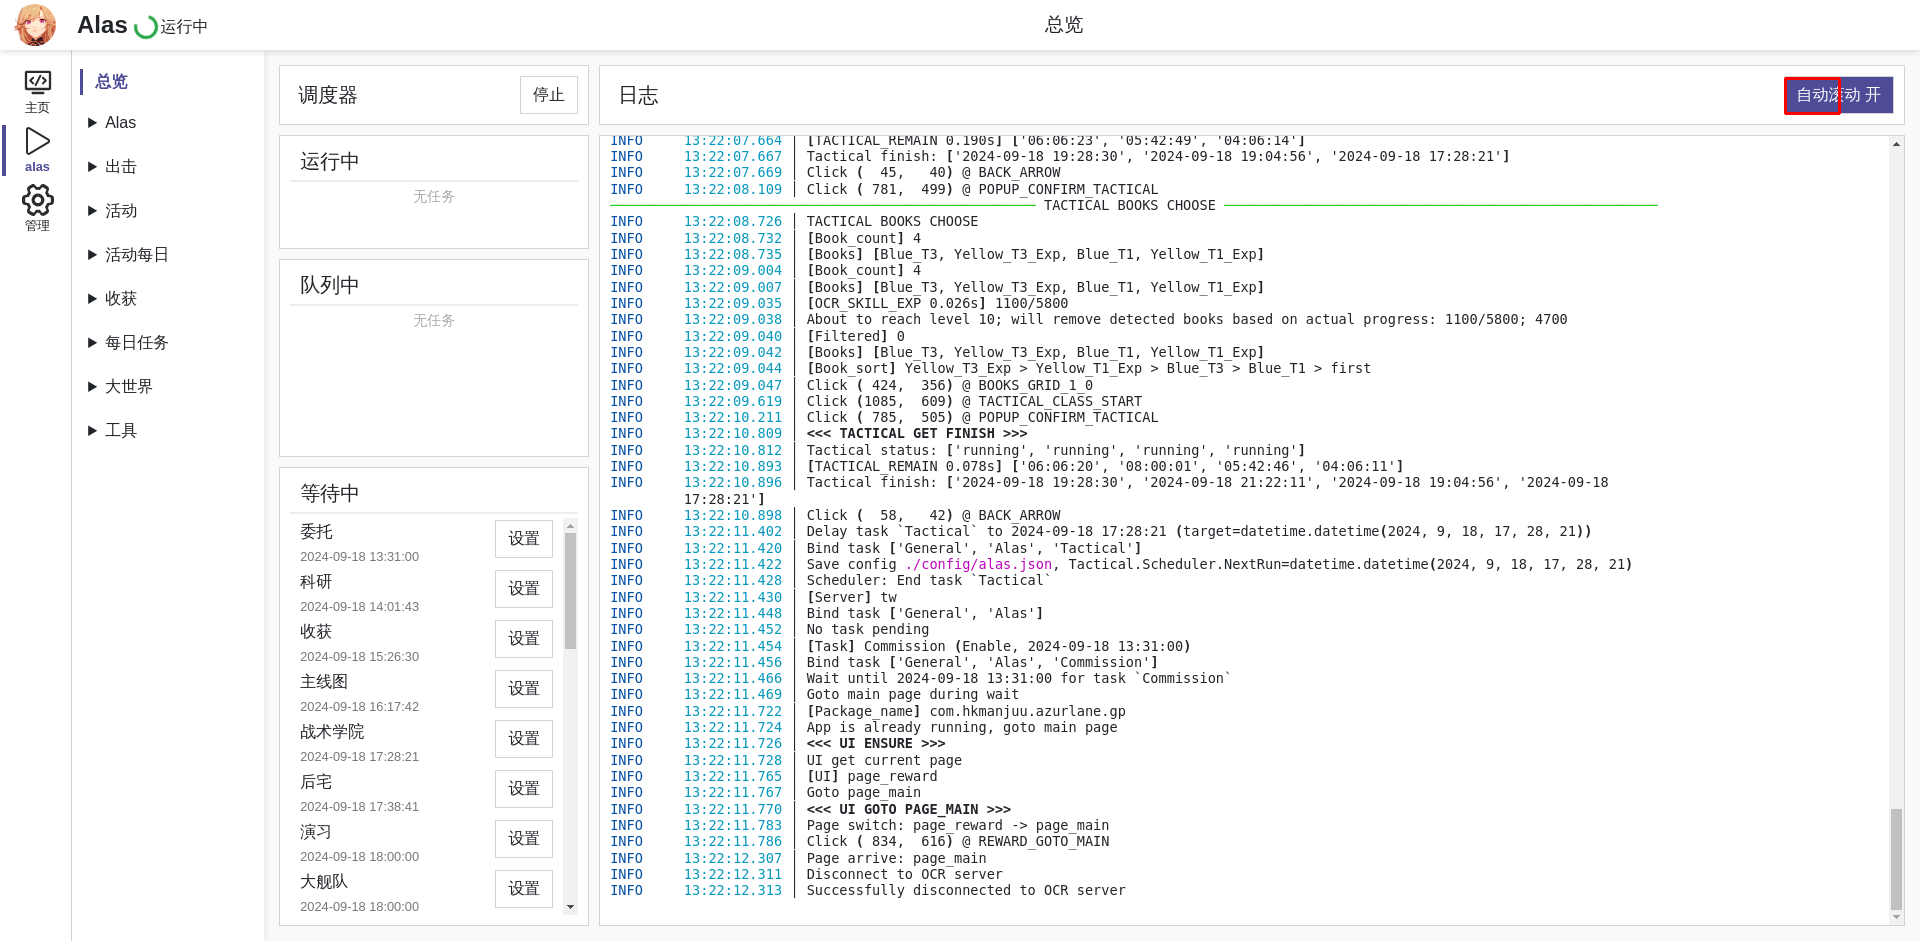 Alas 运行中
总览
主页
alas
管理
总览
Alas
出击
活动
活动每日
收获
每日任务
大世界
工具
调度器
停止
运行中
无任务
队列中
无任务
等待中
委托
2024-09-18 13:31:00
设置
科研
2024-09-18 14:01:43
设置
收获
2024-09-18 15:26:30
设置
主线图
2024-09-18 16:17:42
设置
战术学院
2024-09-18 17:28:21
设置
后宅
2024-09-18 17:38:41
设置
演习
2024-09-18 18:00:00
设置
大舰队
2024-09-18 18:00:00
设置
日志
自动滚动 开
INFO 13:22:07.664 │ [TACTICAL_REMAIN 0.190s] ['06:06:23', '05:42:49', '04:06:14']
INFO 13:22:07.667 │ Tactical finish: ['2024-09-18 19:28:30', '2024-09-18 19:04:56', '2024-09-18 17:28:21']
INFO 13:22:07.669 │ Click (  45,   40) @ BACK_ARROW
INFO 13:22:08.109 │ Click ( 781,  499) @ POPUP_CONFIRM_TACTICAL
TACTICAL BOOKS CHOOSE
INFO 13:22:08.726 │ TACTICAL BOOKS CHOOSE
INFO 13:22:08.732 │ [Book_count] 4
INFO 13:22:08.735 │ [Books] [Blue_T3, Yellow_T3_Exp, Blue_T1, Yellow_T1_Exp]
INFO 13:22:09.004 │ [Book_count] 4
INFO 13:22:09.007 │ [Books] [Blue_T3, Yellow_T3_Exp, Blue_T1, Yellow_T1_Exp]
INFO 13:22:09.035 │ [OCR_SKILL_EXP 0.026s] 1100/5800
INFO 13:22:09.038 │ About to reach level 10; will remove detected books based on actual progress: 1100/5800; 4700
INFO 13:22:09.040 │ [Filtered] 0
INFO 13:22:09.042 │ [Books] [Blue_T3, Yellow_T3_Exp, Blue_T1, Yellow_T1_Exp]
INFO 13:22:09.044 │ [Book_sort] Yellow_T3_Exp > Yellow_T1_Exp > Blue_T3 > Blue_T1 > first
INFO 13:22:09.047 │ Click ( 424,  356) @ BOOKS_GRID_1_0
INFO 13:22:09.619 │ Click (1085,  609) @ TACTICAL_CLASS_START
INFO 13:22:10.211 │ Click ( 785,  505) @ POPUP_CONFIRM_TACTICAL
INFO 13:22:10.809 │ <<< TACTICAL GET FINISH >>>
INFO 13:22:10.812 │ Tactical status: ['running', 'running', 'running', 'running']
INFO 13:22:10.893 │ [TACTICAL_REMAIN 0.078s] ['06:06:20', '08:00:01', '05:42:46', '04:06:11']
INFO 13:22:10.896 │ Tactical finish: ['2024-09-18 19:28:30', '2024-09-18 21:22:11', '2024-09-18 19:04:56', '2024-09-18
17:28:21']
INFO 13:22:10.898 │ Click (  58,   42) @ BACK_ARROW
INFO 13:22:11.402 │ Delay task `Tactical` to 2024-09-18 17:28:21 (target=datetime.datetime(2024, 9, 18, 17, 28, 21))
INFO 13:22:11.420 │ Bind task ['General', 'Alas', 'Tactical']
INFO 13:22:11.422 │ Save config ./config/alas.json, Tactical.Scheduler.NextRun=datetime.datetime(2024, 9, 18, 17, 28, 21)
INFO 13:22:11.428 │ Scheduler: End task `Tactical`
INFO 13:22:11.430 │ [Server] tw
INFO 13:22:11.448 │ Bind task ['General', 'Alas']
INFO 13:22:11.452 │ No task pending
INFO 13:22:11.454 │ [Task] Commission (Enable, 2024-09-18 13:31:00)
INFO 13:22:11.456 │ Bind task ['General', 'Alas', 'Commission']
INFO 13:22:11.466 │ Wait until 2024-09-18 13:31:00 for task `Commission`
INFO 13:22:11.469 │ Goto main page during wait
INFO 13:22:11.722 │ [Package_name] com.hkmanjuu.azurlane.gp
INFO 13:22:11.724 │ App is already running, goto main page
INFO 13:22:11.726 │ <<< UI ENSURE >>>
INFO 13:22:11.728 │ UI get current page
INFO 13:22:11.765 │ [UI] page_reward
INFO 13:22:11.767 │ Goto page_main
INFO 13:22:11.770 │ <<< UI GOTO PAGE_MAIN >>>
INFO 13:22:11.783 │ Page switch: page_reward -> page_main
INFO 13:22:11.786 │ Click ( 834,  616) @ REWARD_GOTO_MAIN
INFO 13:22:12.307 │ Page arrive: page_main
INFO 13:22:12.311 │ Disconnect to OCR server
INFO 13:22:12.313 │ Successfully disconnected to OCR server